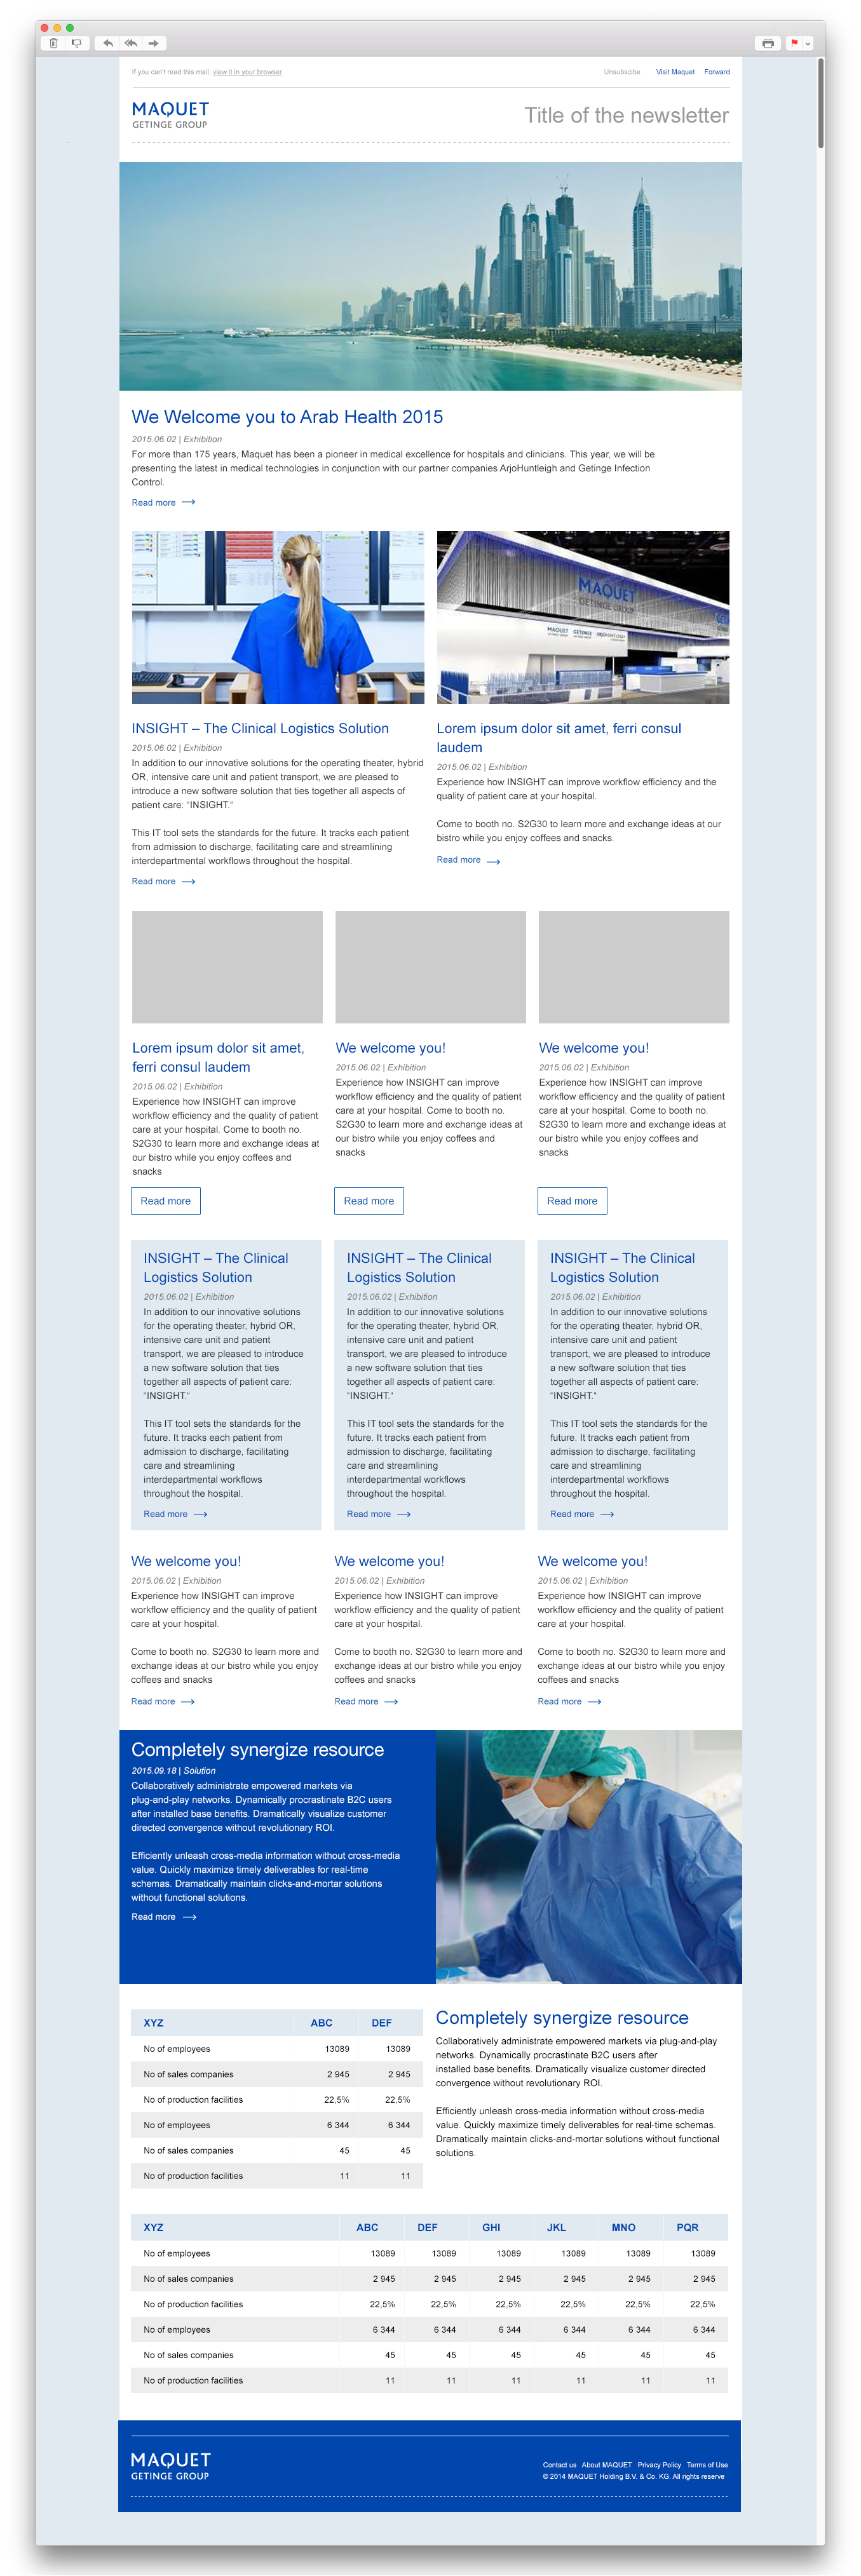 If you can't read this mail, view it in your browser.
Unsubscibe Visit Maquet Forward
MAQUET
GETINGE GROUP
Title of the newsletter
We Welcome you to Arab Health 2015
2015.06.02 | Exhibition
For more than 175 years, Maquet has been a pioneer in medical excellence for hospitals and clinicians. This year, we will be
presenting the latest in medical technologies in conjunction with our partner companies ArjoHuntleigh and Getinge Infection
Control.
Read more
MAQUET
GETINGE GROUP
MAQUET GETINGE ARJOHUNTLEIGH
INSIGHT – The Clinical Logistics Solution
2015.06.02 | Exhibition
In addition to our innovative solutions for the operating theater, hybrid
OR, intensive care unit and patient transport, we are pleased to
introduce a new software solution that ties together all aspects of
patient care: “INSIGHT.“
This IT tool sets the standards for the future. It tracks each patient
from admission to discharge, facilitating care and streamlining
interdepartmental workflows throughout the hospital.
Read more
Lorem ipsum dolor sit amet, ferri consul
laudem
2015.06.02 | Exhibition
Experience how INSIGHT can improve workflow efficiency and the
quality of patient care at your hospital.
Come to booth no. S2G30 to learn more and exchange ideas at our
bistro while you enjoy coffees and snacks.
Read more
Lorem ipsum dolor sit amet,
ferri consul laudem
2015.06.02 | Exhibition
Experience how INSIGHT can improve
workflow efficiency and the quality of patient
care at your hospital. Come to booth no.
S2G30 to learn more and exchange ideas at
our bistro while you enjoy coffees and
snacks
Read more
We welcome you!
2015.06.02 | Exhibition
Experience how INSIGHT can improve
workflow efficiency and the quality of patient
care at your hospital. Come to booth no.
S2G30 to learn more and exchange ideas at
our bistro while you enjoy coffees and
snacks
Read more
We welcome you!
2015.06.02 | Exhibition
Experience how INSIGHT can improve
workflow efficiency and the quality of patient
care at your hospital. Come to booth no.
S2G30 to learn more and exchange ideas at
our bistro while you enjoy coffees and
snacks
Read more
INSIGHT – The Clinical
Logistics Solution
2015.06.02 | Exhibition
In addition to our innovative solutions
for the operating theater, hybrid OR,
intensive care unit and patient
transport, we are pleased to introduce
a new software solution that ties
together all aspects of patient care:
“INSIGHT.“
This IT tool sets the standards for the
future. It tracks each patient from
admission to discharge, facilitating
care and streamlining
interdepartmental workflows
throughout the hospital.
Read more
INSIGHT – The Clinical
Logistics Solution
2015.06.02 | Exhibition
In addition to our innovative solutions
for the operating theater, hybrid OR,
intensive care unit and patient
transport, we are pleased to introduce
a new software solution that ties
together all aspects of patient care:
“INSIGHT.“
This IT tool sets the standards for the
future. It tracks each patient from
admission to discharge, facilitating
care and streamlining
interdepartmental workflows
throughout the hospital.
Read more
INSIGHT – The Clinical
Logistics Solution
2015.06.02 | Exhibition
In addition to our innovative solutions
for the operating theater, hybrid OR,
intensive care unit and patient
transport, we are pleased to introduce
a new software solution that ties
together all aspects of patient care:
“INSIGHT.“
This IT tool sets the standards for the
future. It tracks each patient from
admission to discharge, facilitating
care and streamlining
interdepartmental workflows
throughout the hospital.
Read more
We welcome you!
2015.06.02 | Exhibition
Experience how INSIGHT can improve
workflow efficiency and the quality of patient
care at your hospital.
Come to booth no. S2G30 to learn more and
exchange ideas at our bistro while you enjoy
coffees and snacks
Read more
We welcome you!
2015.06.02 | Exhibition
Experience how INSIGHT can improve
workflow efficiency and the quality of patient
care at your hospital.
Come to booth no. S2G30 to learn more and
exchange ideas at our bistro while you enjoy
coffees and snacks
Read more
We welcome you!
2015.06.02 | Exhibition
Experience how INSIGHT can improve
workflow efficiency and the quality of patient
care at your hospital.
Come to booth no. S2G30 to learn more and
exchange ideas at our bistro while you enjoy
coffees and snacks
Read more
Completely synergize resource
2015.09.18 | Solution
Collaboratively administrate empowered markets via
plug-and-play networks. Dynamically procrastinate B2C users
after installed base benefits. Dramatically visualize customer
directed convergence without revolutionary ROI.
Efficiently unleash cross-media information without cross-media
value. Quickly maximize timely deliverables for real-time
schemas. Dramatically maintain clicks-and-mortar solutions
without functional solutions.
Read more
XYZ ABC DEF
No of employees 13089 13089
No of sales companies 2 945 2 945
No of production facilities 22,5% 22,5%
No of employees 6 344 6 344
No of sales companies 45 45
No of production facilities 11 11
Completely synergize resource
Collaboratively administrate empowered markets via plug-and-play
networks. Dynamically procrastinate B2C users after
installed base benefits. Dramatically visualize customer directed
convergence without revolutionary ROI.
Efficiently unleash cross-media information without cross-media
value. Quickly maximize timely deliverables for real-time schemas.
Dramatically maintain clicks-and-mortar solutions without functional
solutions.
XYZ ABC DEF GHI JKL MNO PQR
No of employees 13089 13089 13089 13089 13089 13089
No of sales companies 2 945 2 945 2 945 2 945 2 945 2 945
No of production facilities 22,5% 22,5% 22,5% 22,5% 22,5% 22,5%
No of employees 6 344 6 344 6 344 6 344 6 344 6 344
No of sales companies 45 45 45 45 45 45
No of production facilities 11 11 11 11 11 11
MAQUET
GETINGE GROUP
Contact us About MAQUET Privacy Policy Terms of Use
© 2014 MAQUET Holding B.V. & Co. KG. All rights reserve